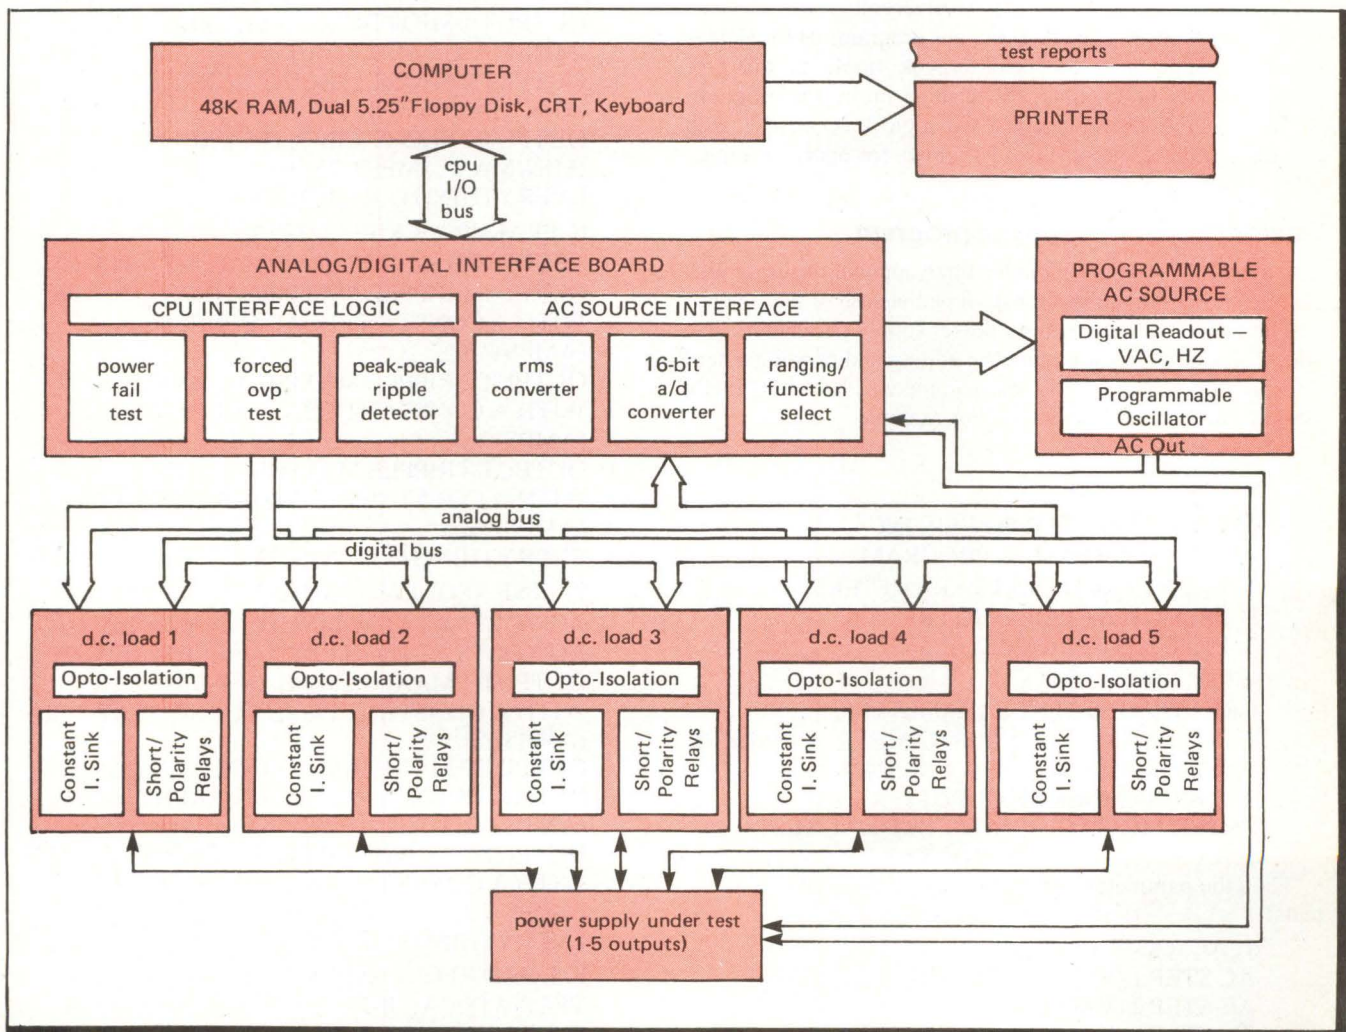 COMPUTER
48K RAM, Dual 5.25″ Floppy Disk, CRT, Keyboard
test reports
PRINTER
cpu
I/O
bus
ANALOG/DIGITAL INTERFACE BOARD
CPU INTERFACE LOGIC
AC SOURCE INTERFACE
power
fail
test
forced
ovp
test
peak-peak
ripple
detector
rms
converter
16-bit
a/d
converter
ranging/
function
select
PROGRAMMABLE
AC SOURCE
Digital Readout —
VAC, HZ
Programmable
Oscillator
AC Out
analog bus
digital bus
d.c. load 1
Opto-Isolation
Constant
I. Sink
Short/
Polarity
Relays
d.c. load 2
Opto-Isolation
Constant
I. Sink
Short/
Polarity
Relays
d.c. load 3
Opto-Isolation
Constant
I. Sink
Short/
Polarity
Relays
d.c. load 4
Opto-Isolation
Constant
I. Sink
Short/
Polarity
Relays
d.c. load 5
Opto-Isolation
Constant
I. Sink
Short/
Polarity
Relays
power supply under test
(1-5 outputs)